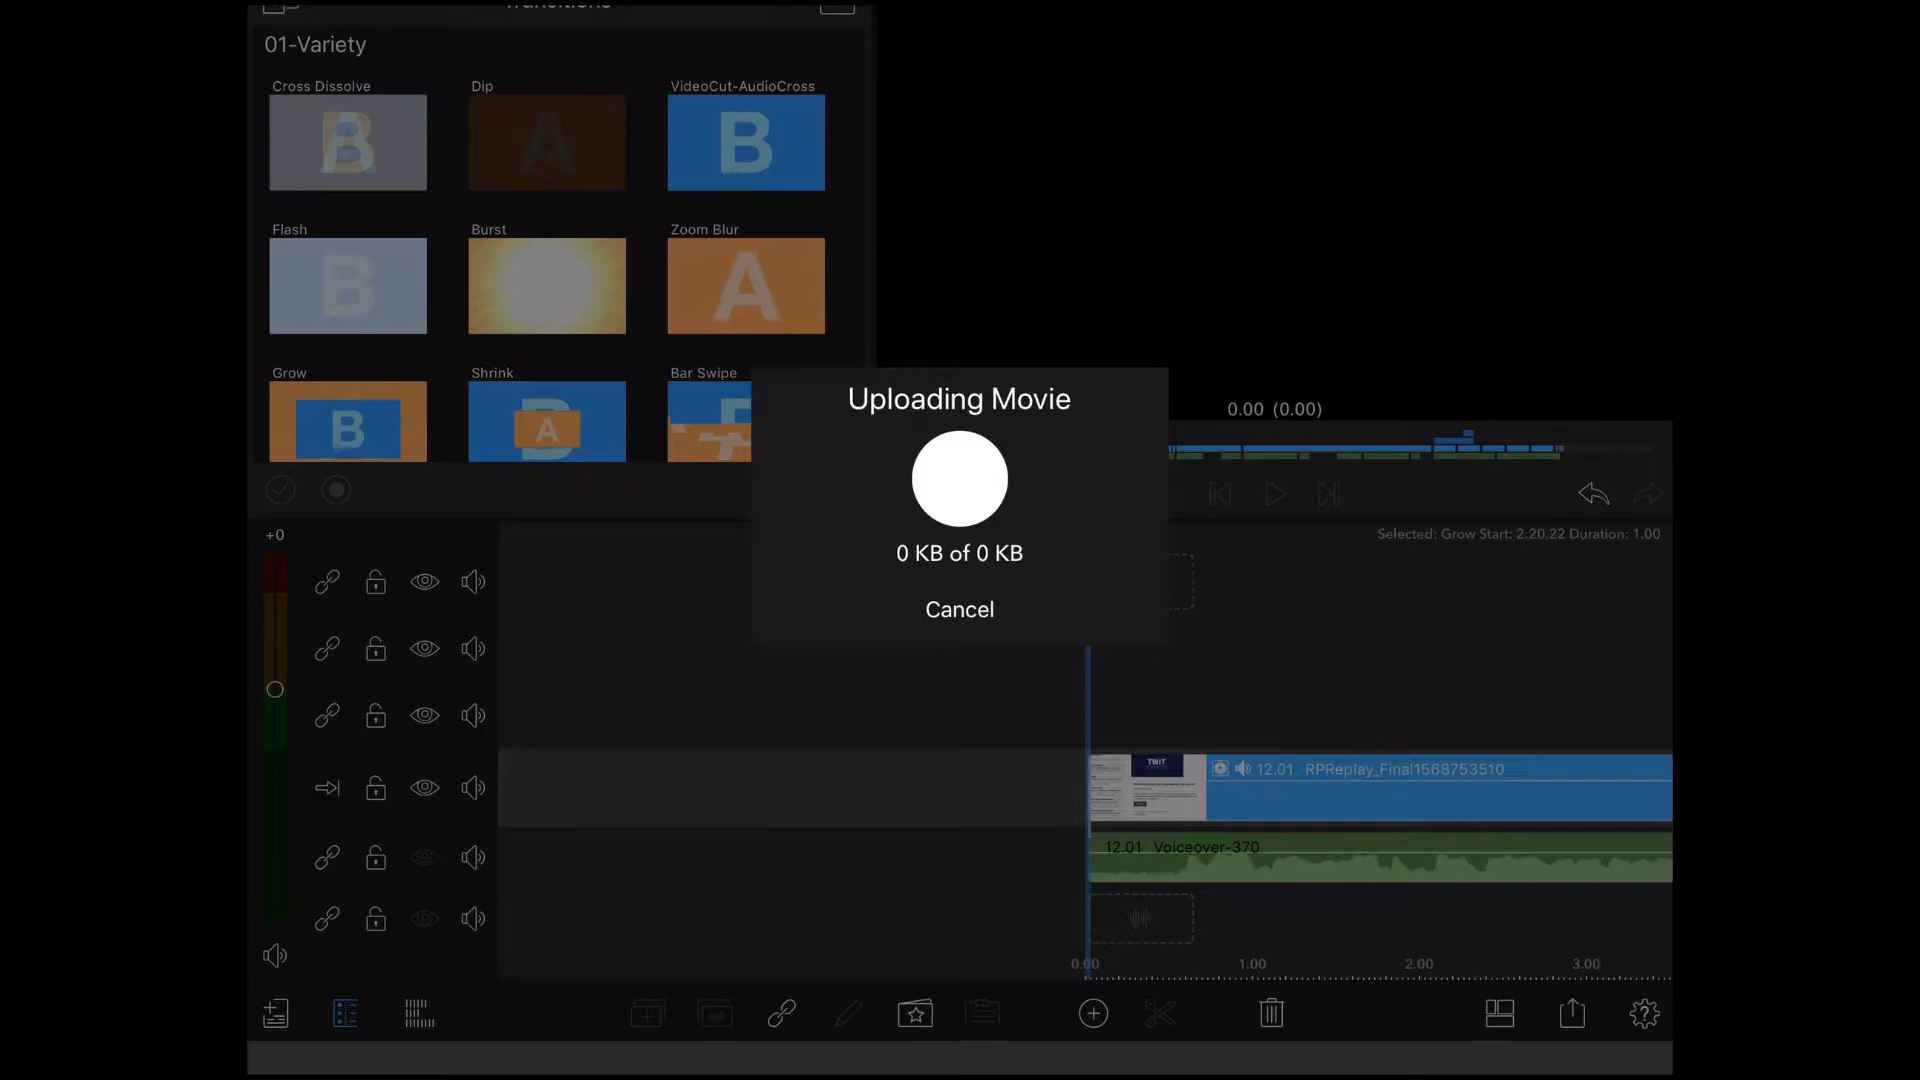 Transitions
01-Variety
Cross Dissolve
Dip
VideoCut-AudioCross
B
A
B
Flash
Burst
Zoom Blur
B
A
Grow
Shrink
Bar Swipe
B
A
Uploading Movie
0 KB of 0 KB
Cancel
0.00 (0.00)
Selected: Grow Start: 2:20.22 Duration: 1.00
+0
TWiT
12.01 RPReplay_Final1568753510
12.01 Voiceover-370
0.00
1.00
2.00
3.00